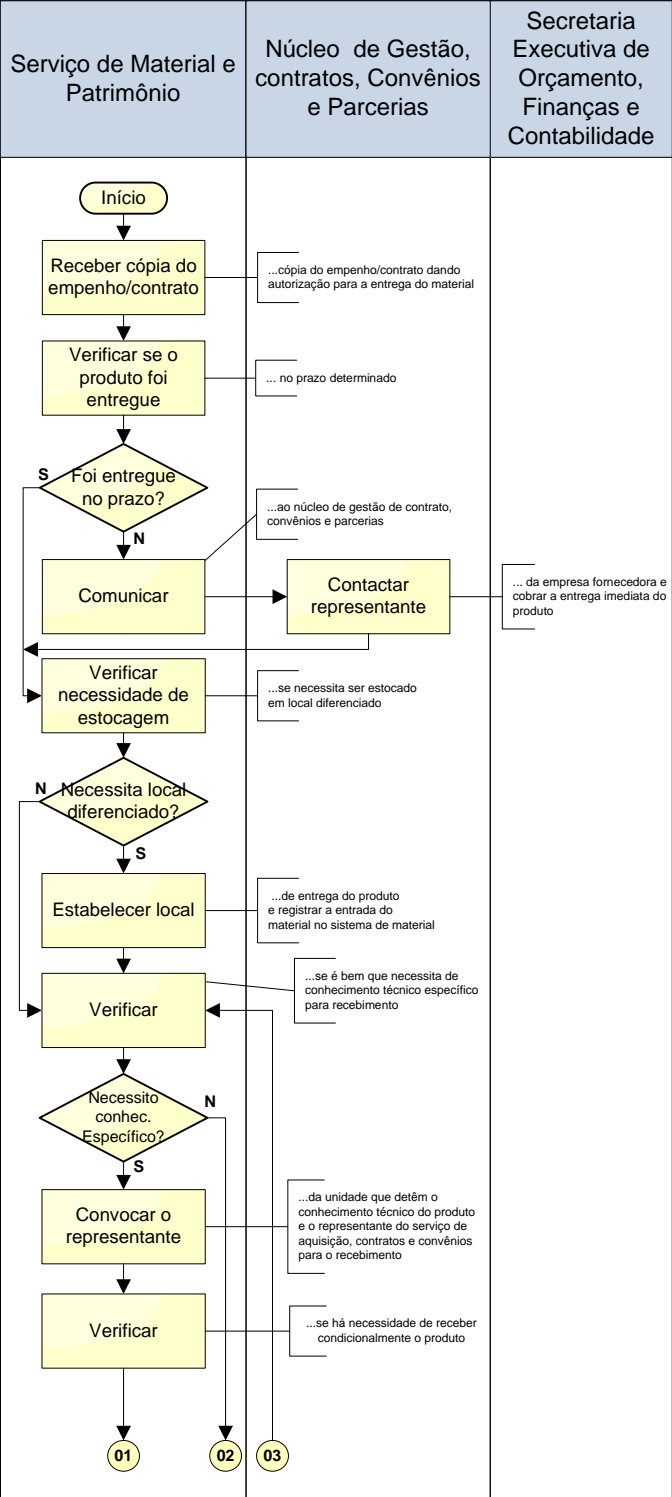 Serviço de Material e
Patrimônio
Núcleo de Gestão,
contratos, Convênios
e Parcerias
Secretaria
Executiva de
Orçamento,
Finanças e
Contabilidade
Início
Receber cópia do
empenho/contrato
...cópia do empenho/contrato dando
autorização para a entrega do material
Verificar se o
produto foi
entregue
... no prazo determinado
S
Foi entregue
no prazo?
N
...ao núcleo de gestão de contrato,
convênios e parcerias
Comunicar
Contactar
representante
... da empresa fornecedora e
cobrar a entrega imediata do
produto
Verificar
necessidade de
estocagem
...se necessita ser estocado
em local diferenciado
N
Necessita local
diferenciado?
S
Estabelecer local
...de entrega do produto
e registrar a entrada do
material no sistema de material
Verificar
...se é bem que necessita de
conhecimento técnico específico
para recebimento
Necessito
conhec.
Específico?
N
S
Convocar o
representante
...da unidade que detêm o
conhecimento técnico do produto
e o representante do serviço de
aquisição, contratos e convênios
para o recebimento
Verificar
...se há necessidade de receber
condicionalmente o produto
01
02
03